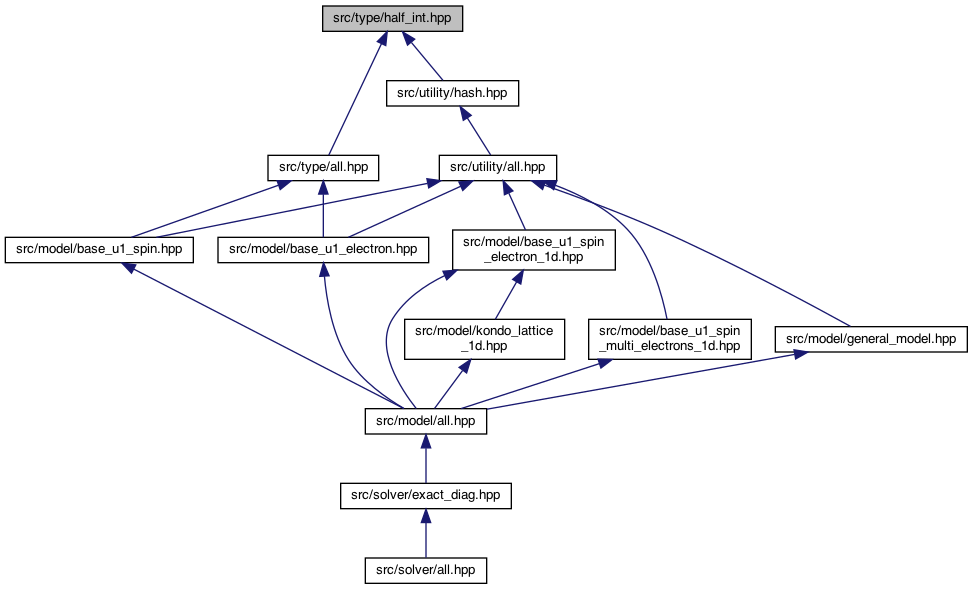 src/type/half_int.hpp
src/utility/hash.hpp
src/type/all.hpp
src/utility/all.hpp
src/model/base_u1_spin.hpp
src/model/base_u1_electron.hpp
src/model/base_u1_spin
_electron_1d.hpp
src/model/kondo_lattice
_1d.hpp
src/model/base_u1_spin
_multi_electrons_1d.hpp
src/model/general_model.hpp
src/model/all.hpp
src/solver/exact_diag.hpp
src/solver/all.hpp